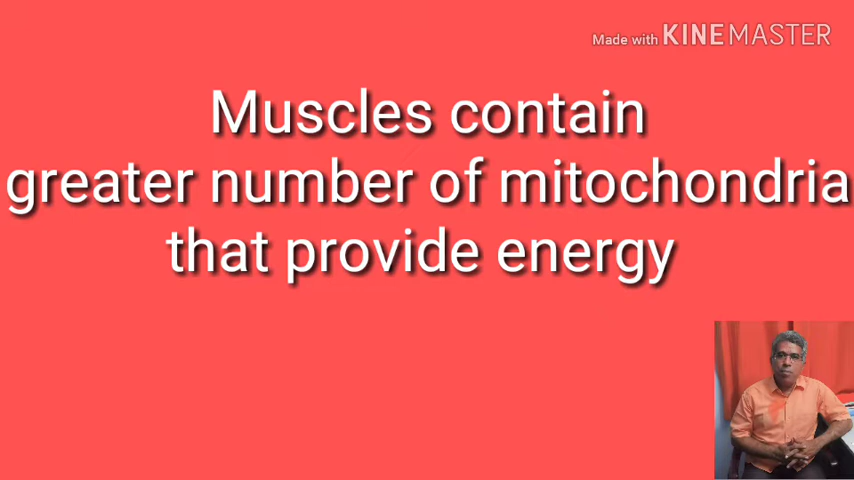 Made with KINEMASTER
Muscles contain
greater number of mitochondria
that provide energy